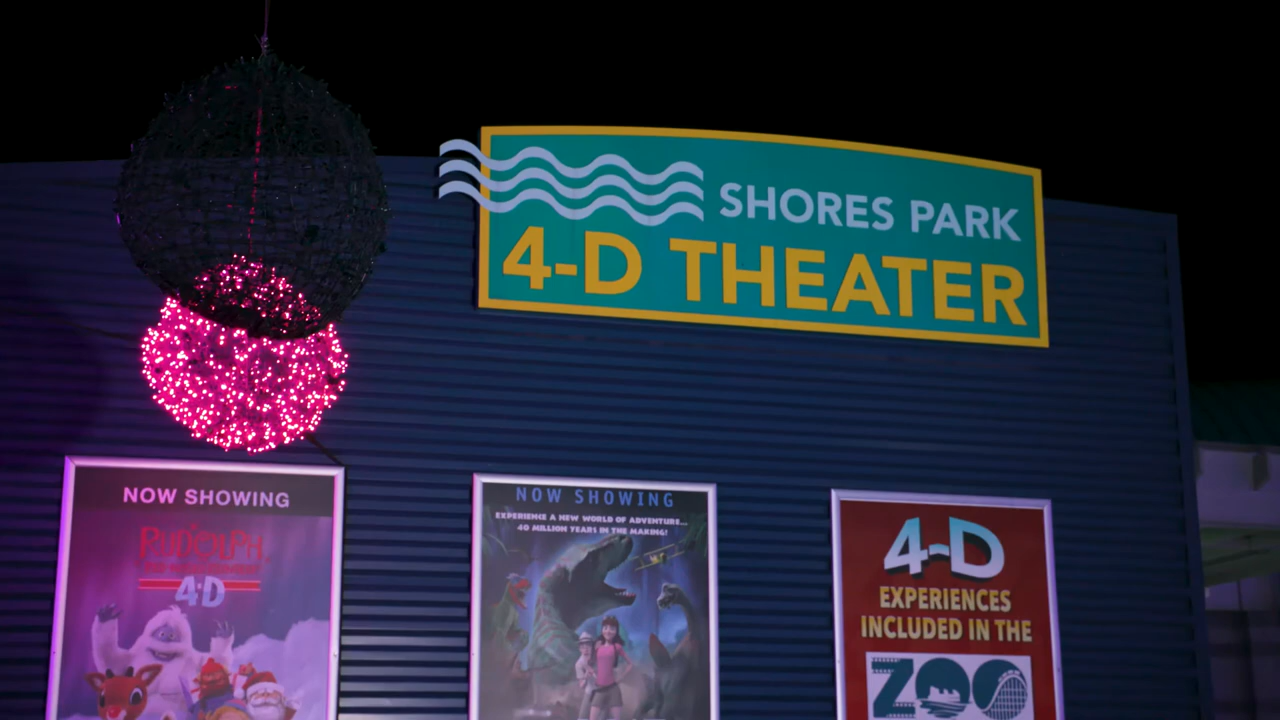 SHORES PARK
4-D THEATER
NOW SHOWING
RUDOLPH
4D
NOW SHOWING
EXPERIENCE A NEW WORLD OF ADVENTURE...
40 MILLION YEARS IN THE MAKING!
4-D
EXPERIENCES
INCLUDED IN THE
ZOO